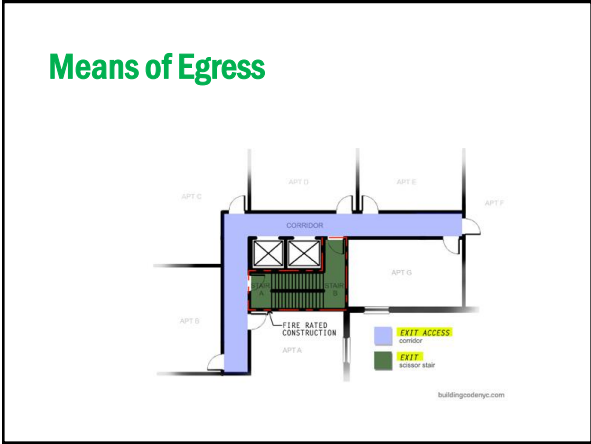 Means of Egress
APT D
APT E
APT C
APT F
CORRIDOR
APT G
STAIR
A
STAIR
B
APT B
FIRE RATED
CONSTRUCTION
APT A
EXIT ACCESS
corridor
EXIT
scissor stair
buildingcodenyc.com